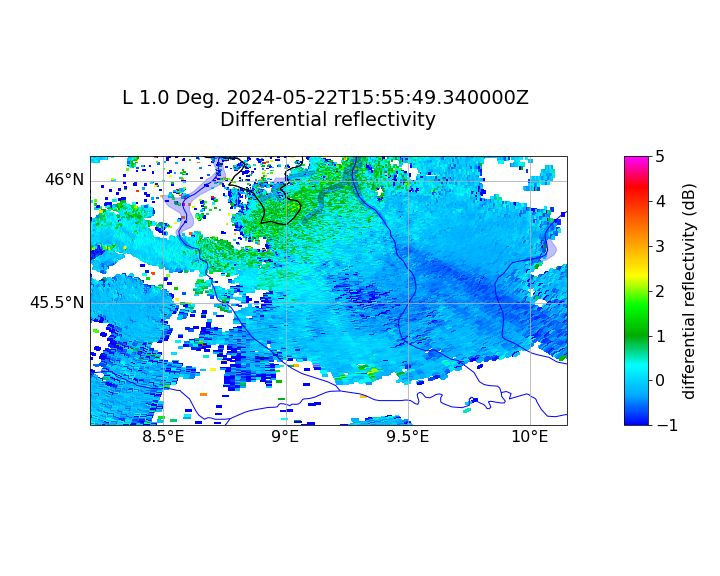 L 1.0 Deg. 2024-05-22T15:55:49.340000Z
Differential reflectivity
46°N
45.5°N
8.5°E
9°E
9.5°E
10°E
5
4
3
2
1
0
−1
differential reflectivity (dB)